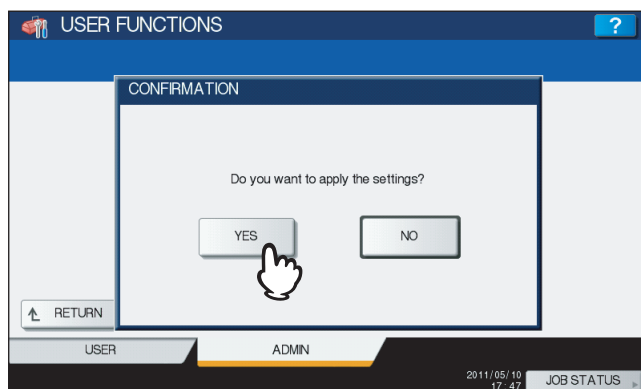 USER FUNCTIONS
?
CONFIRMATION
Do you want to apply the settings?
YES
NO
RETURN
USER
ADMIN
2011/05/10
17:47
JOB STATUS